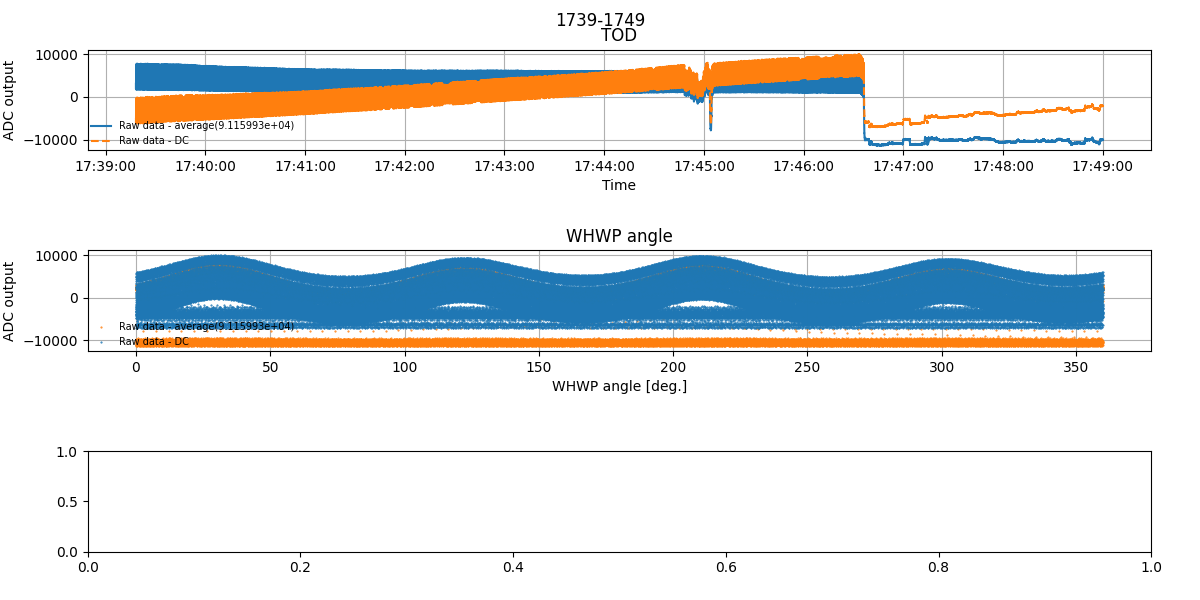 1739-1749
TOD
ADC output
10000
0
−10000
Raw data - average(9.115993e+04)
Raw data - DC
17:39:00 17:40:00 17:41:00 17:42:00 17:43:00 17:44:00 17:45:00 17:46:00 17:47:00 17:48:00 17:49:00
Time
WHWP angle
ADC output
10000
0
−10000
Raw data - average(9.115993e+04)
Raw data - DC
0 50 100 150 200 250 300 350
WHWP angle [deg.]
1.0
0.5
0.0
0.0 0.2 0.4 0.6 0.8 1.0